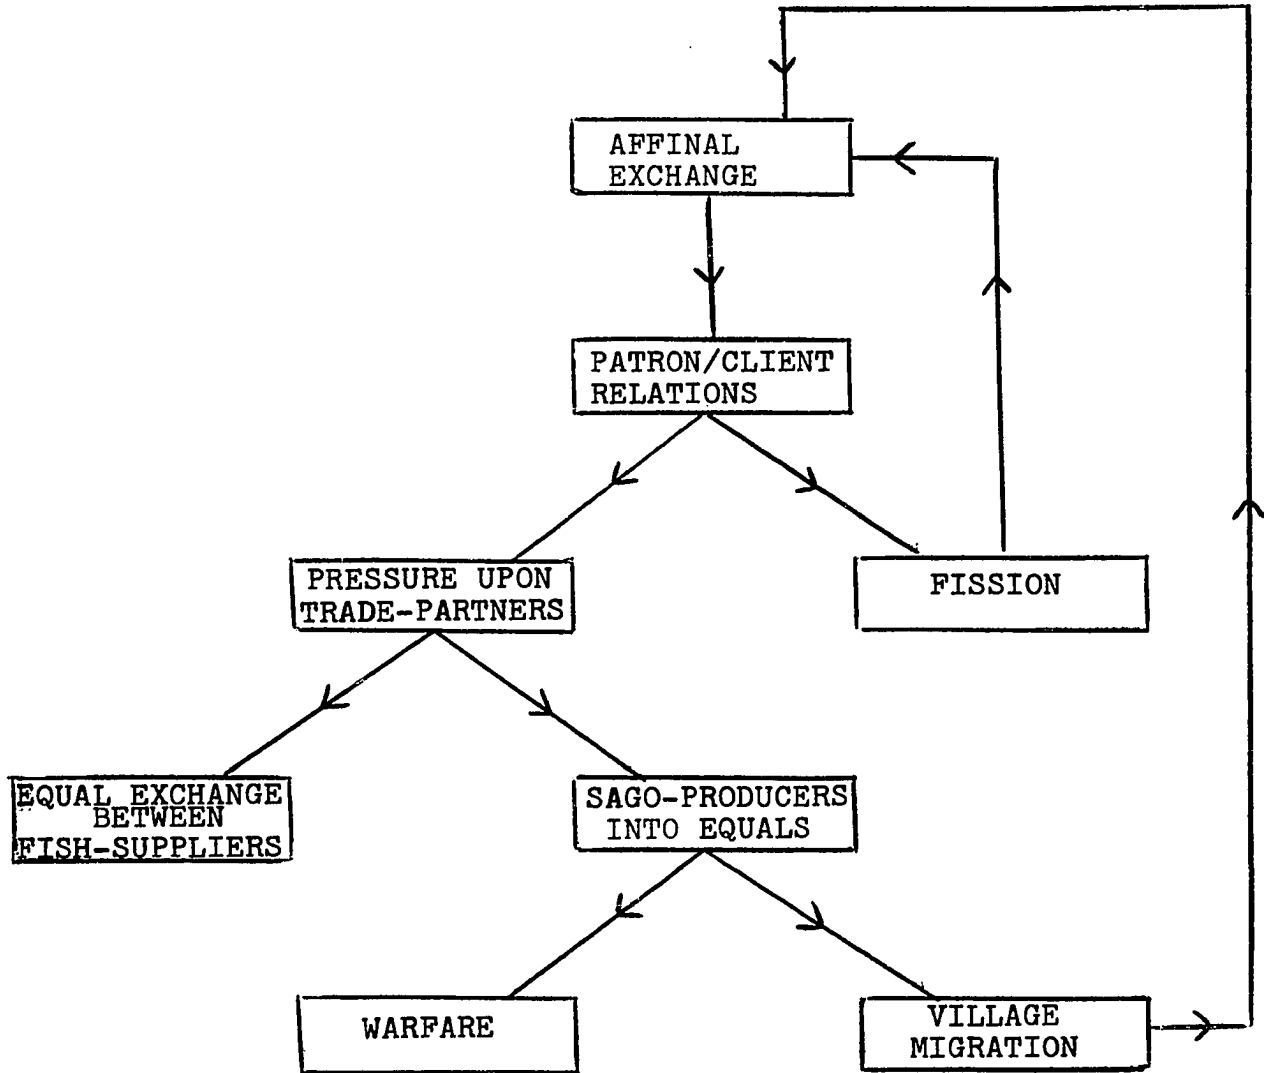 AFFINAL
EXCHANGE
PATRON/CLIENT
RELATIONS
PRESSURE UPON
TRADE-PARTNERS
FISSION
EQUAL EXCHANGE
BETWEEN
FISH-SUPPLIERS
SAGO-PRODUCERS
INTO EQUALS
WARFARE
VILLAGE
MIGRATION